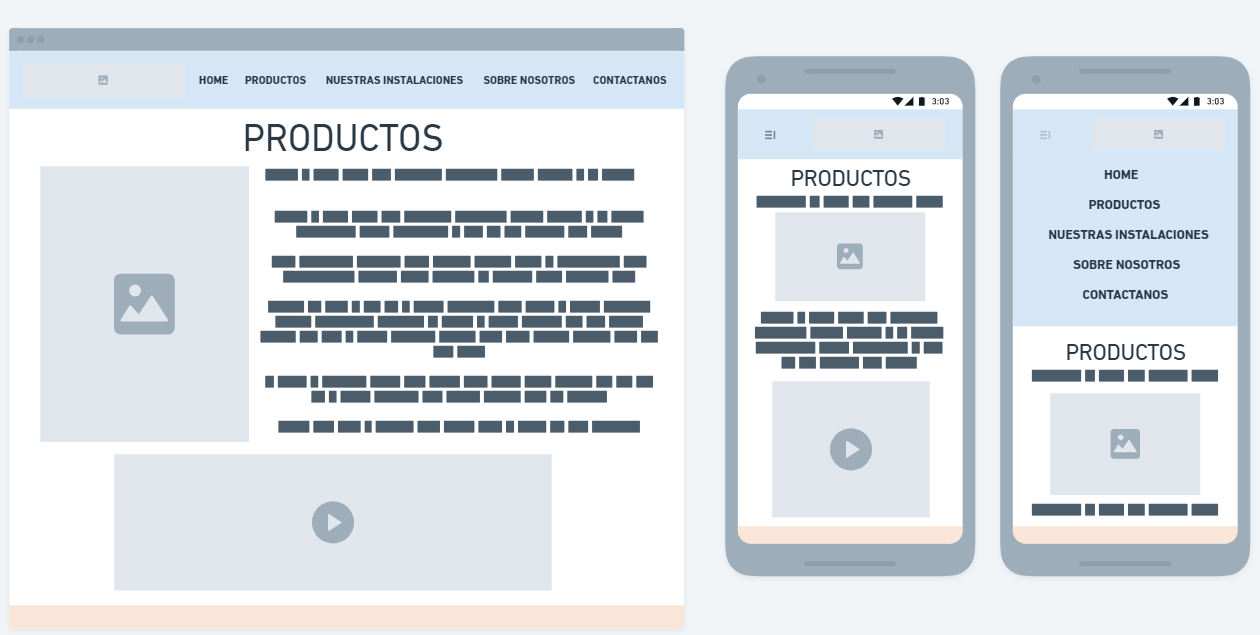 HOME PRODUCTOS NUESTRAS INSTALACIONES SOBRE NOSOTROS CONTACTANOS
PRODUCTOS
3:03
PRODUCTOS
3:03
HOME
PRODUCTOS
NUESTRAS INSTALACIONES
SOBRE NOSOTROS
CONTACTANOS
PRODUCTOS